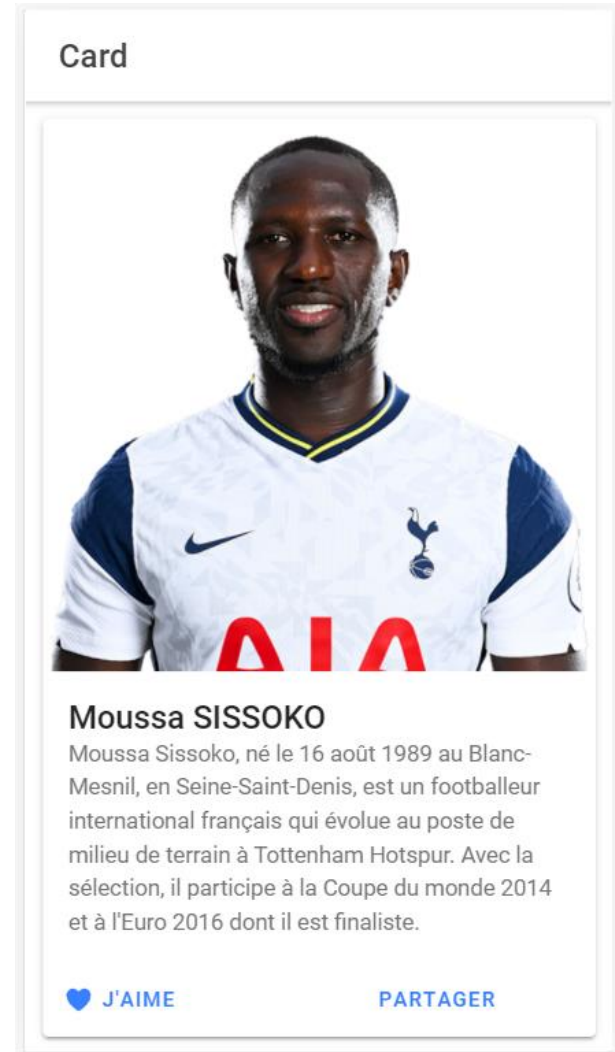 Card
AIA
Moussa SISSOKO
Moussa Sissoko, né le 16 août 1989 au Blanc-
Mesnil, en Seine-Saint-Denis, est un footballeur
international français qui évolue au poste de
milieu de terrain à Tottenham Hotspur. Avec la
sélection, il participe à la Coupe du monde 2014
et à l'Euro 2016 dont il est finaliste.
J'AIME PARTAGER